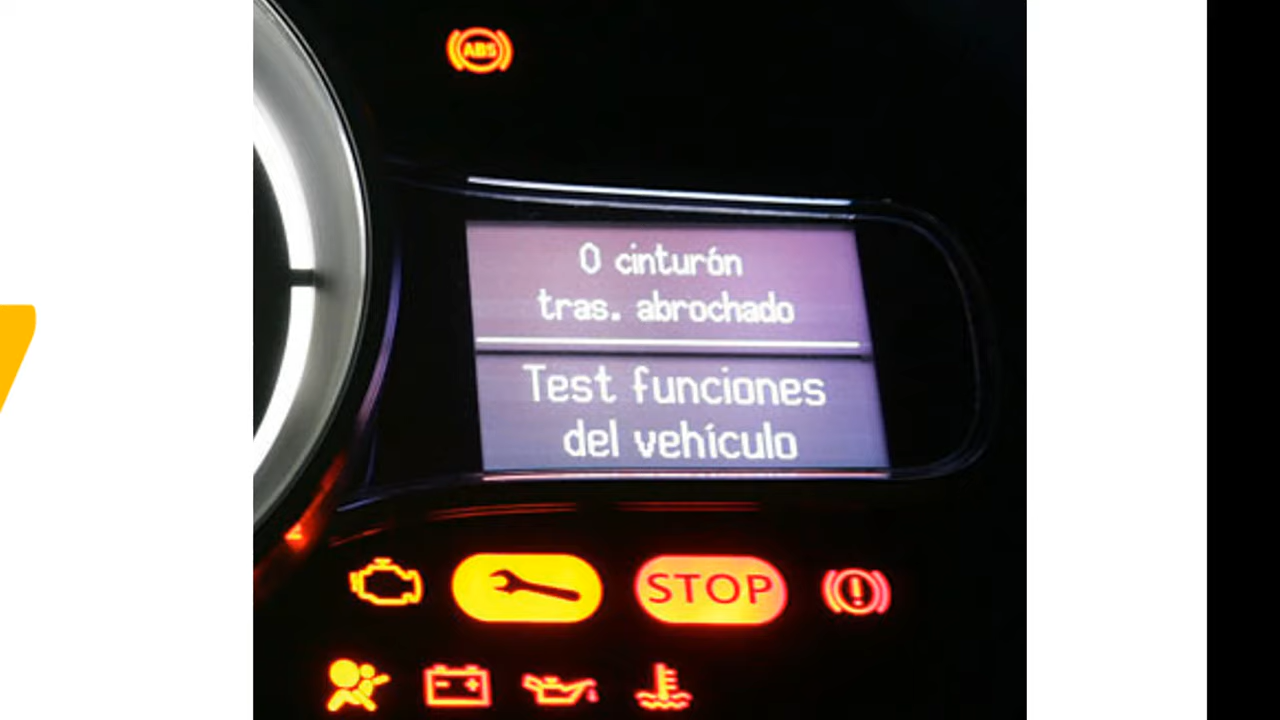 ABS
0 cinturón
tras. abrochado
Test funciones
del vehículo
STOP